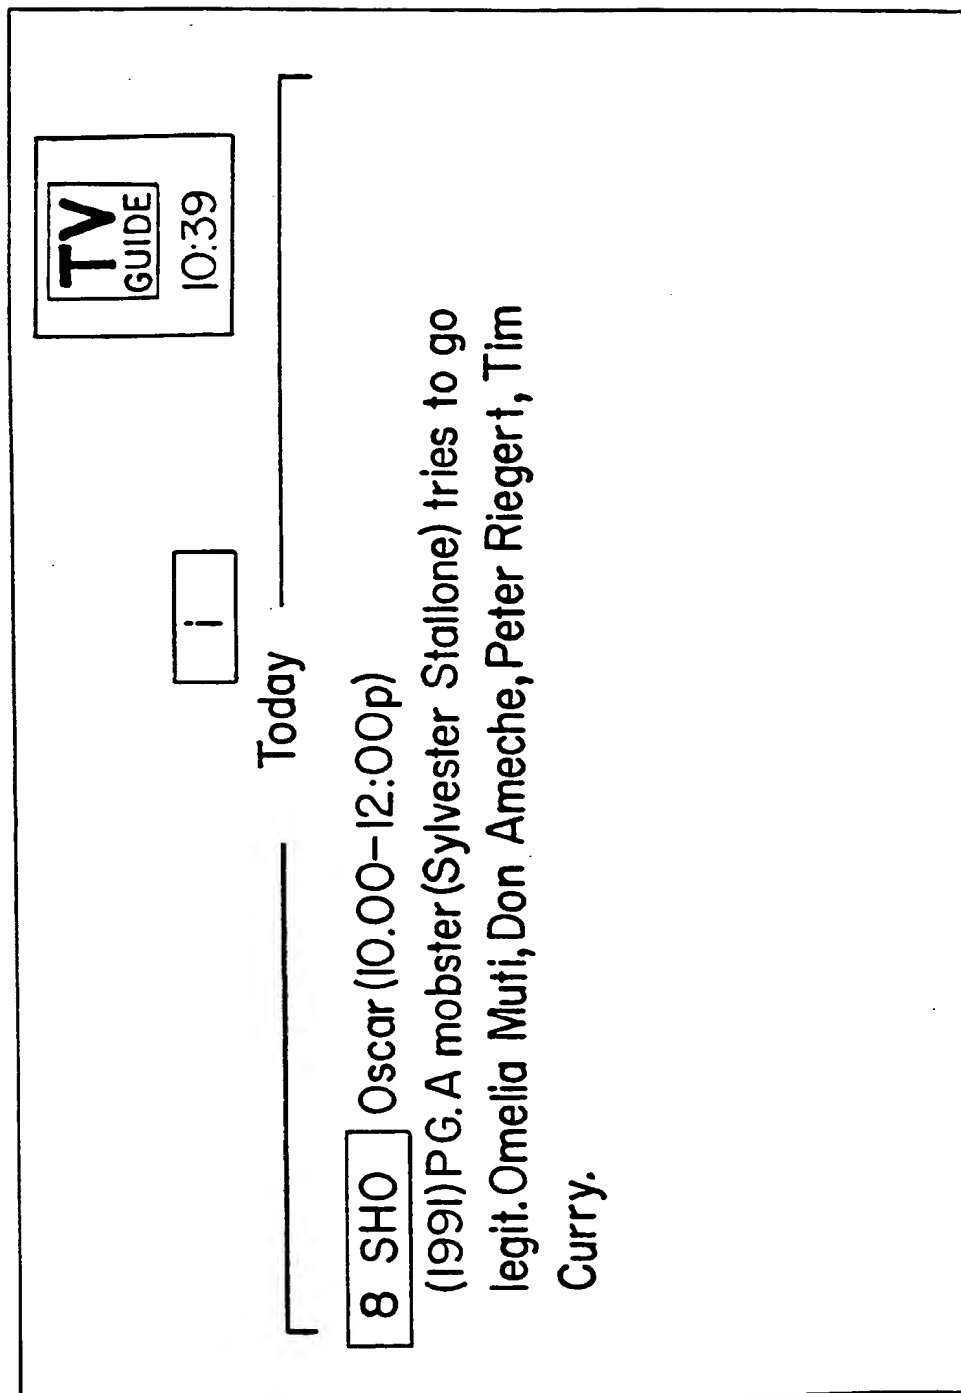 TV
GUIDE
10:39
i
Today
8 SHO Oscar (10.00-12:00p)
(1991) PG. A mobster (Sylvester Stallone) tries to go
legit. Omelia Muti, Don Ameche, Peter Riegert, Tim
Curry.